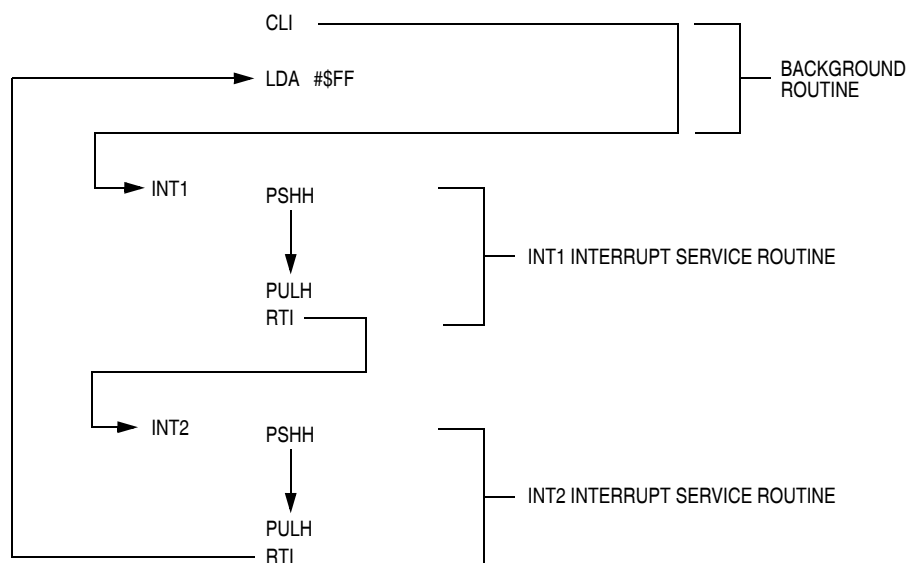 CLI
LDA #$FF
BACKGROUND
ROUTINE
INT1
PSHH
INT1 INTERRUPT SERVICE ROUTINE
PULH
RTI
INT2
PSHH
INT2 INTERRUPT SERVICE ROUTINE
PULH
RTI